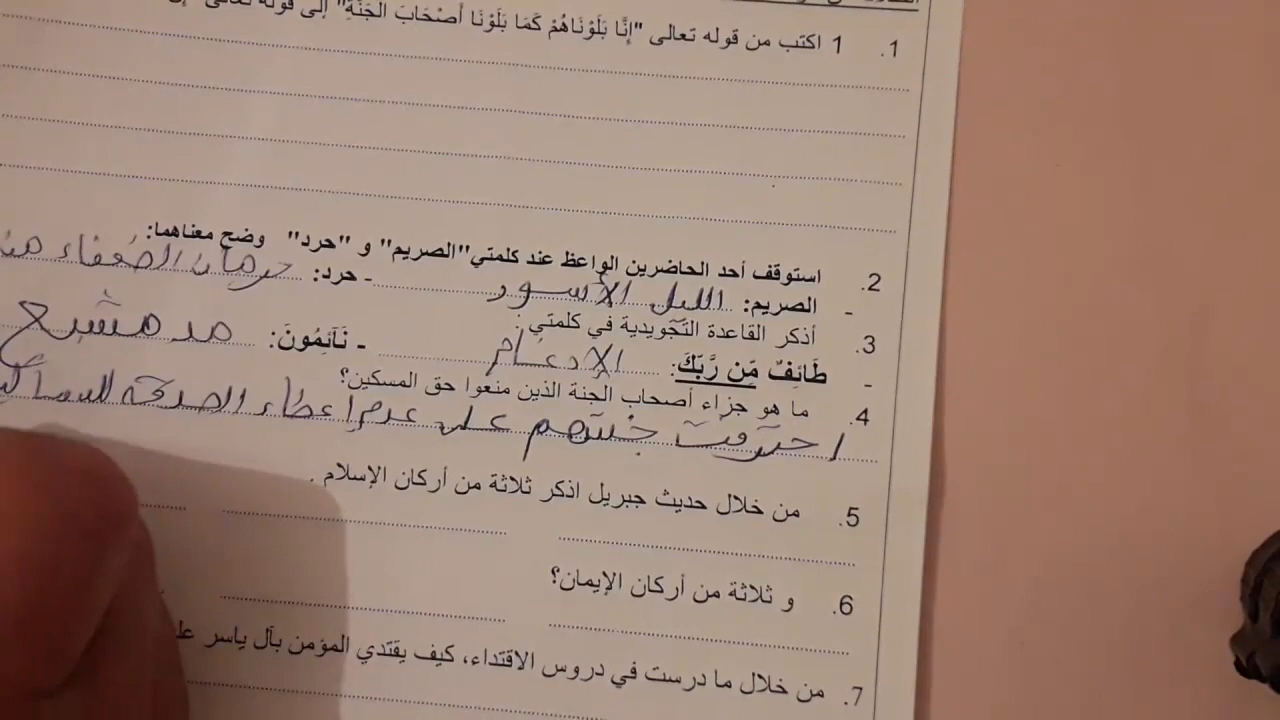 1. 1 اكتب من قوله تعالى "إِنَّا بَلَوْنَاهُمْ كَمَا بَلَوْنَا أَصْحَابَ الْجَنَّةِ" إلى قوله تعالى
2. استوقف أحد الحاضرين الواعظ عند كلمتي "الصريم" و "حرد" وضح معناهما:
- الصريم: الليل الأسود - حرد: حرمان الضعفاء
3. أذكر القاعدة التجويدية في كلمتي :
- طَائِفٌ مِّن رَّبِّكَ: الإدغام - نَآئِمُونَ: مد مشبع
4. ما هو جزاء أصحاب الجنة الذين منعوا حق المسكين؟
احترقت جنتهم على عدم إعطاء الصدقة
5. من خلال حديث جبريل اذكر ثلاثة من أركان الإسلام .
6. و ثلاثة من أركان الإيمان؟
7. من خلال ما درست في دروس الاقتداء، كيف يقتدي المؤمن بآل ياسر